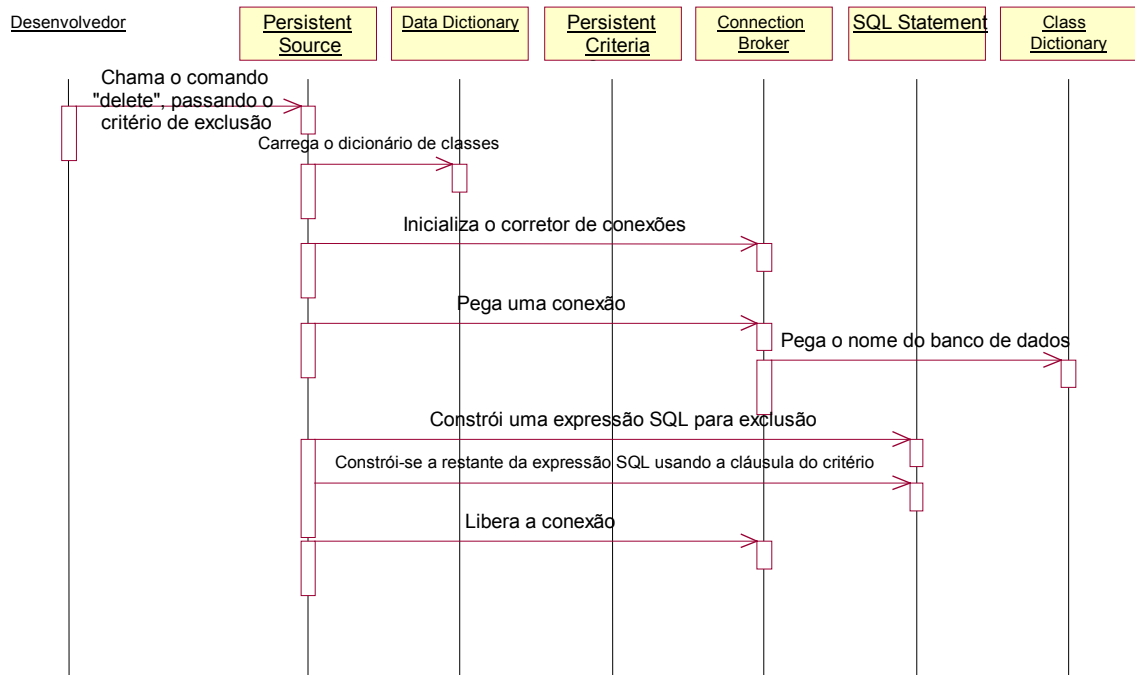 Desenvolvedor
Persistent
Source
Data Dictionary
Persistent
Criteria
Connection
Broker
SQL Statement
Class
Dictionary
Chama o comando
"delete", passando o
critério de exclusão
Carrega o dicionário de classes
Inicializa o corretor de conexões
Pega uma conexão
Pega o nome do banco de dados
Constrói uma expressão SQL para exclusão
Constrói-se a restante da expressão SQL usando a cláusula do critério
Libera a conexão